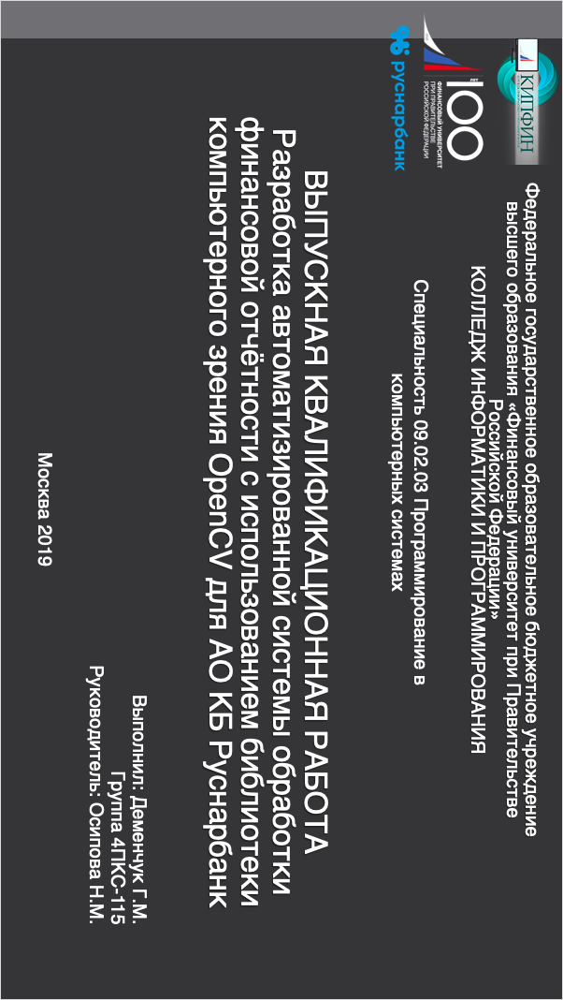 КИПФИН
100
ЛЕТ
ФИНАНСОВЫЙ УНИВЕРСИТЕТ
ПРИ ПРАВИТЕЛЬСТВЕ
РОССИЙСКОЙ ФЕДЕРАЦИИ
руснарбанк
Федеральное государственное образовательное бюджетное учреждение
высшего образования «Финансовый университет при Правительстве
Российской Федерации»
КОЛЛЕДЖ ИНФОРМАТИКИ И ПРОГРАММИРОВАНИЯ
Специальность 09.02.03 Программирование в
компьютерных системах
ВЫПУСКНАЯ КВАЛИФИКАЦИОННАЯ РАБОТА
Разработка автоматизированной системы обработки
финансовой отчётности с использованием библиотеки
компьютерного зрения OpenCV для АО КБ Руснарбанк
Выполнил: Деменчук Г.М.
Группа 4ПКС-115
Руководитель: Осипова Н.М.
Москва 2019